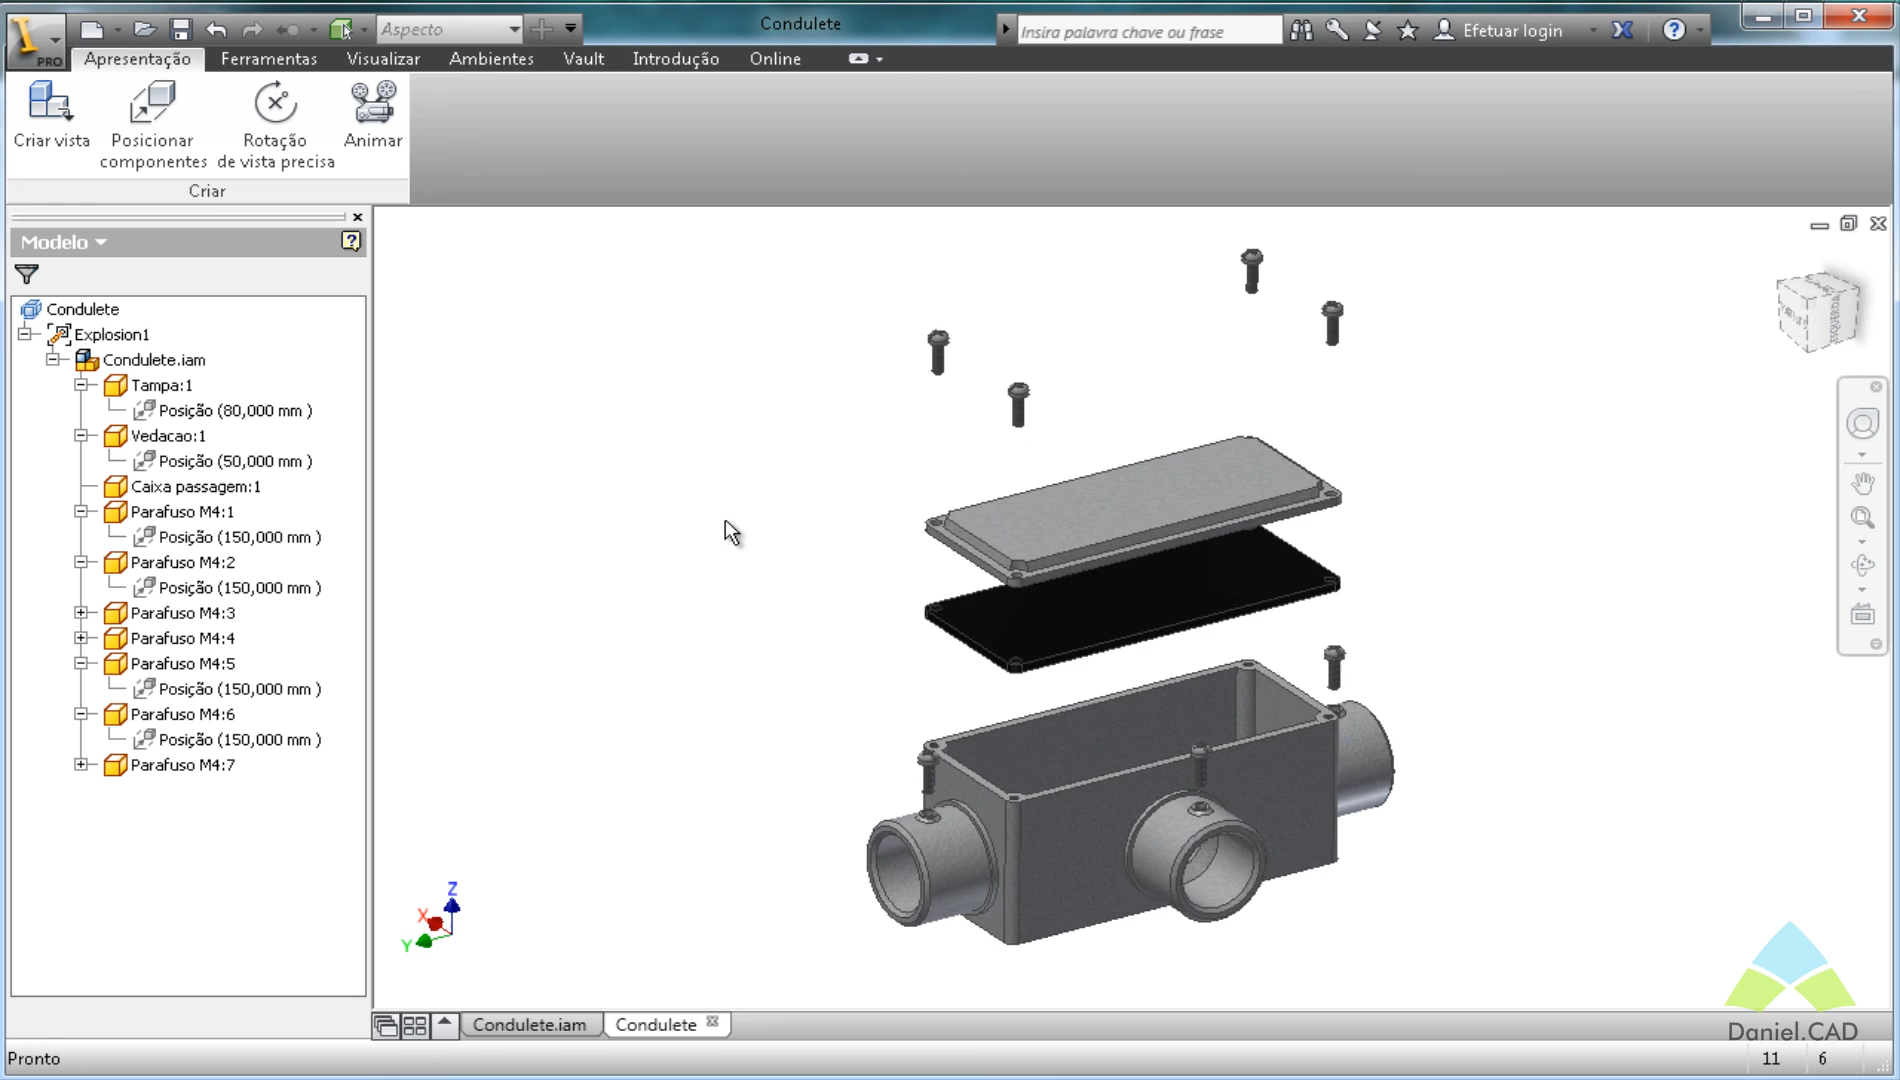 Condulete
PRO
Aspecto
Insira palavra chave ou frase
Efetuar login
Apresentação Ferramentas Visualizar Ambientes Vault Introdução Online
Criar vista
Posicionar componentes
Rotação de vista precisa
Animar
Criar
Modelo
Condulete
Explosion1
Condulete.iam
Tampa:1
Posição (80,000 mm )
Vedacao:1
Posição (50,000 mm )
Caixa passagem:1
Parafuso M4:1
Posição (150,000 mm )
Parafuso M4:2
Posição (150,000 mm )
Parafuso M4:3
Parafuso M4:4
Parafuso M4:5
Posição (150,000 mm )
Parafuso M4:6
Posição (150,000 mm )
Parafuso M4:7
ESQUERDA
Z
X
Y
Condulete.iam
Condulete
Daniel.CAD
Pronto
11 6